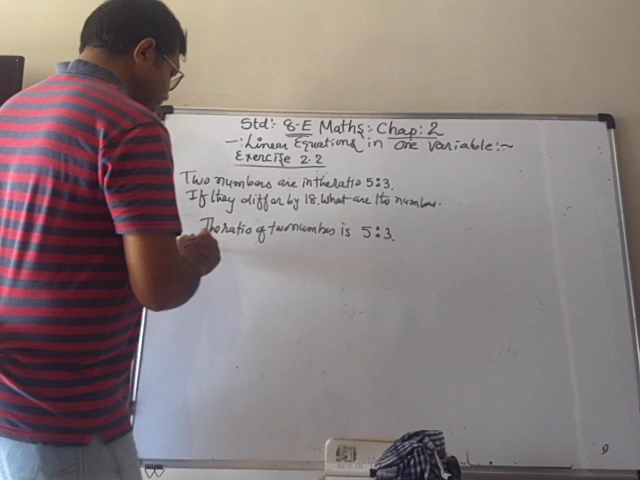 Std:- 8-E Maths:- Chap: 2
-: Linear Equations in one variable:~
Exercise 2.2
Two numbers are in the ratio 5:3.
If they differ by 18. What are the numbers.
The ratio of two numbers is 5:3.